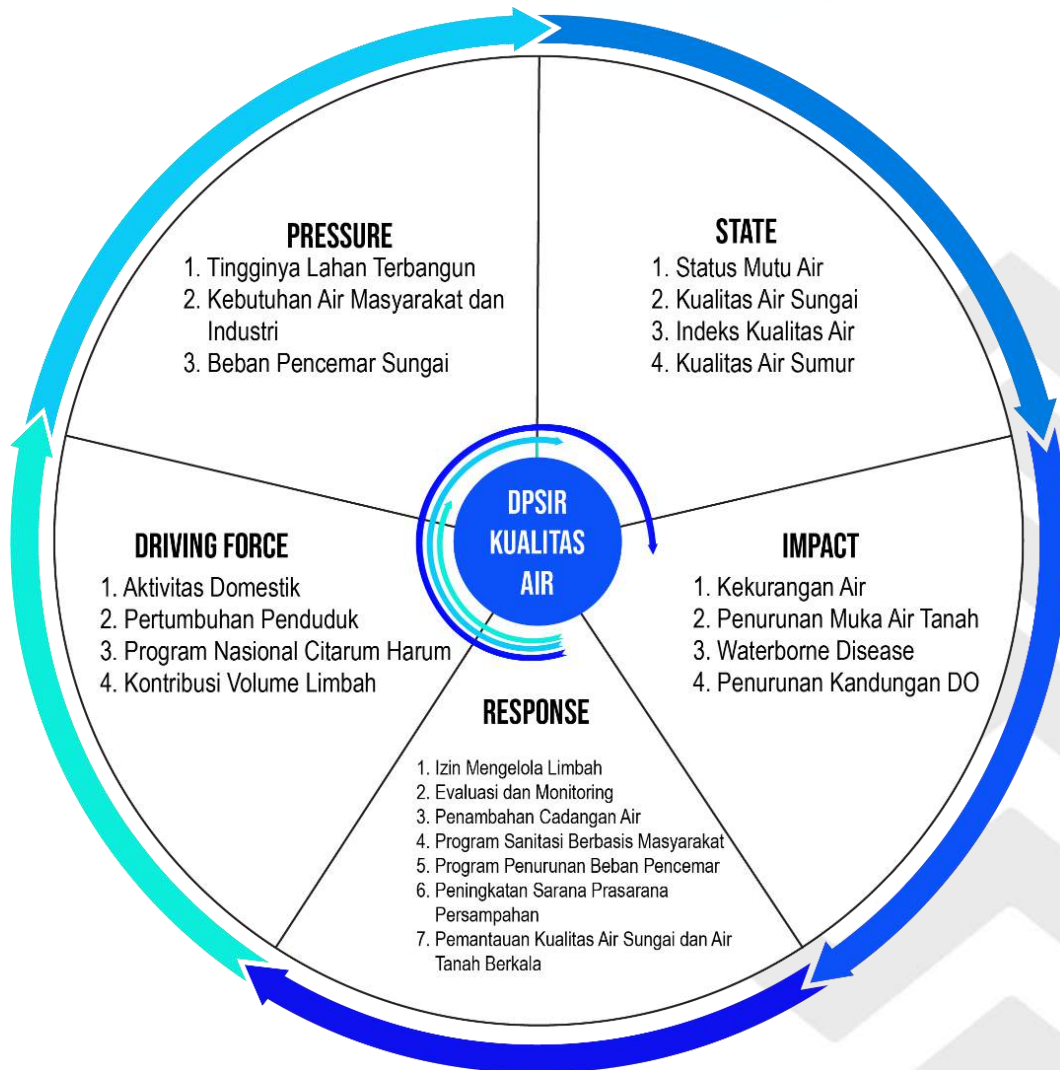 PRESSURE
1. Tingginya Lahan Terbangun
2. Kebutuhan Air Masyarakat dan
Industri
3. Beban Pencemar Sungai
STATE
1. Status Mutu Air
2. Kualitas Air Sungai
3. Indeks Kualitas Air
4. Kualitas Air Sumur
DPSIR
KUALITAS
AIR
DRIVING FORCE
1. Aktivitas Domestik
2. Pertumbuhan Penduduk
3. Program Nasional Citarum Harum
4. Kontribusi Volume Limbah
IMPACT
1. Kekurangan Air
2. Penurunan Muka Air Tanah
3. Waterborne Disease
4. Penurunan Kandungan DO
RESPONSE
1. Izin Mengelola Limbah
2. Evaluasi dan Monitoring
3. Penambahan Cadangan Air
4. Program Sanitasi Berbasis Masyarakat
5. Program Penurunan Beban Pencemar
6. Peningkatan Sarana Prasarana
Persampahan
7. Pemantauan Kualitas Air Sungai dan Air
Tanah Berkala